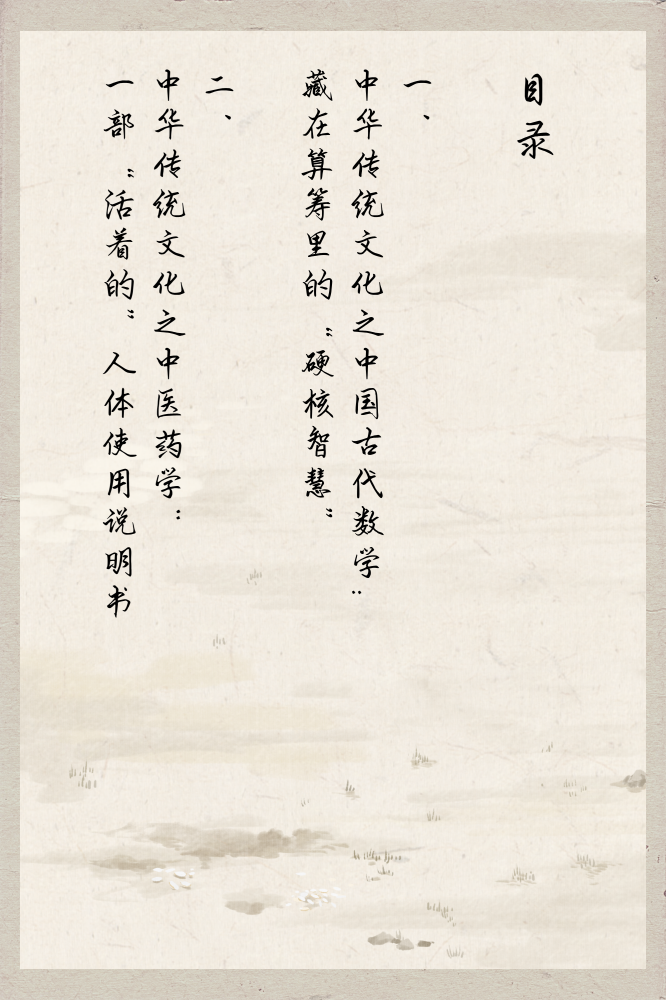 目录
一、
中华传统文化之中国古代数学：
藏在算筹里的“硬核智慧”
二、
中华传统文化之中医药学：
一部“活着的”人体使用说明书